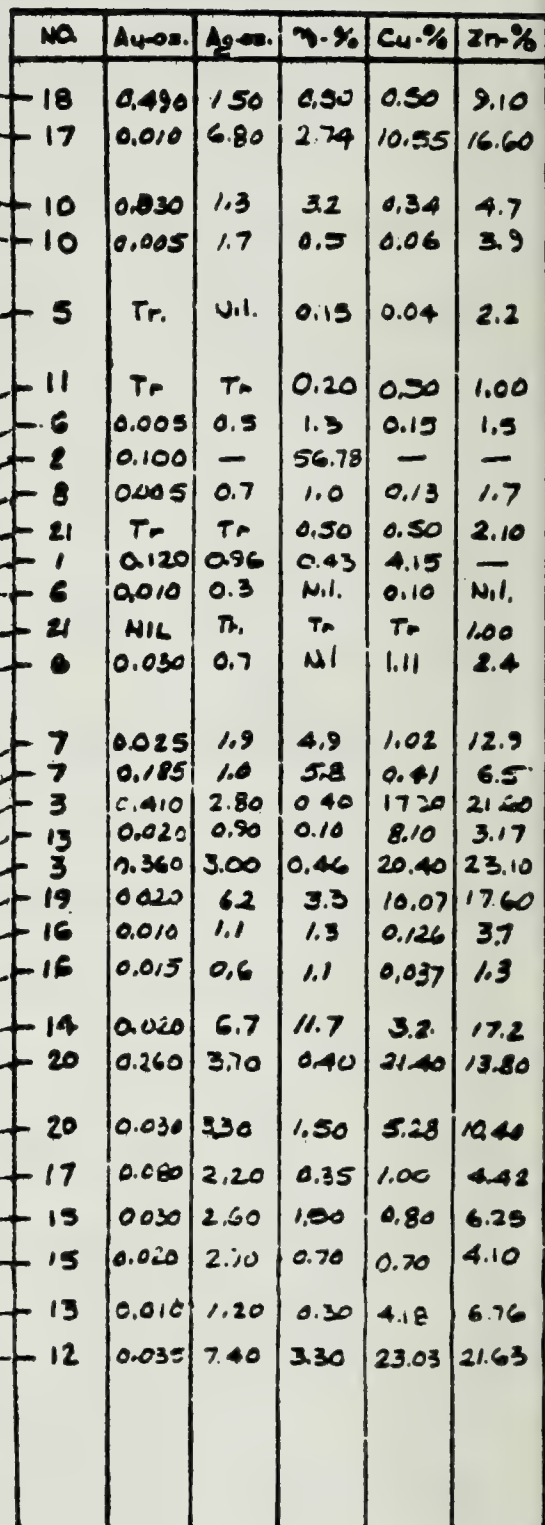 NO. Au-oz. Ag-oz. Pb-% Cu-% Zn-%
18 0.490 1.50 0.50 0.50 9.10
17 0.010 6.80 2.74 10.55 16.60
10 0.030 1.3 3.2 0.34 4.7
10 0.005 1.7 0.5 0.06 3.9
5 Tr. Nil. 0.15 0.04 2.2
11 Tr Tr 0.20 0.50 1.00
6 0.005 0.5 1.3 0.15 1.5
2 0.100 — 56.78 — —
8 0.005 0.7 1.0 0.13 1.7
21 Tr Tr 0.50 0.50 2.10
1 0.120 0.96 0.43 4.15 —
6 0.010 0.3 Nil. 0.10 Nil.
21 NIL Tr. Tr Tr 1.00
0.030 0.7 Nil 1.11 2.4
7 0.025 1.9 4.9 1.02 12.9
7 0.185 1.0 5.8 0.41 6.5
3 0.410 2.80 0.40 21.60
13 0.020 0.90 0.10 8.10 3.17
3 0.360 3.00 0.46 20.40 23.10
19 0.020 6.2 3.3 10.07 17.60
16 0.010 1.1 1.3 0.126 3.7
16 0.015 0.6 1.1 0.037 1.3
14 0.020 6.7 11.7 3.2 17.2
20 0.260 3.70 0.40 21.40 13.80
20 0.030 3.30 1.50 5.28 10.40
17 0.080 2.20 0.35 1.00 4.42
15 0.030 2.60 0.80 6.25
15 0.020 0.70 0.70 4.10
13 0.010 1.20 0.30 4.18 6.76
12 0.035 7.40 3.30 23.03 21.63